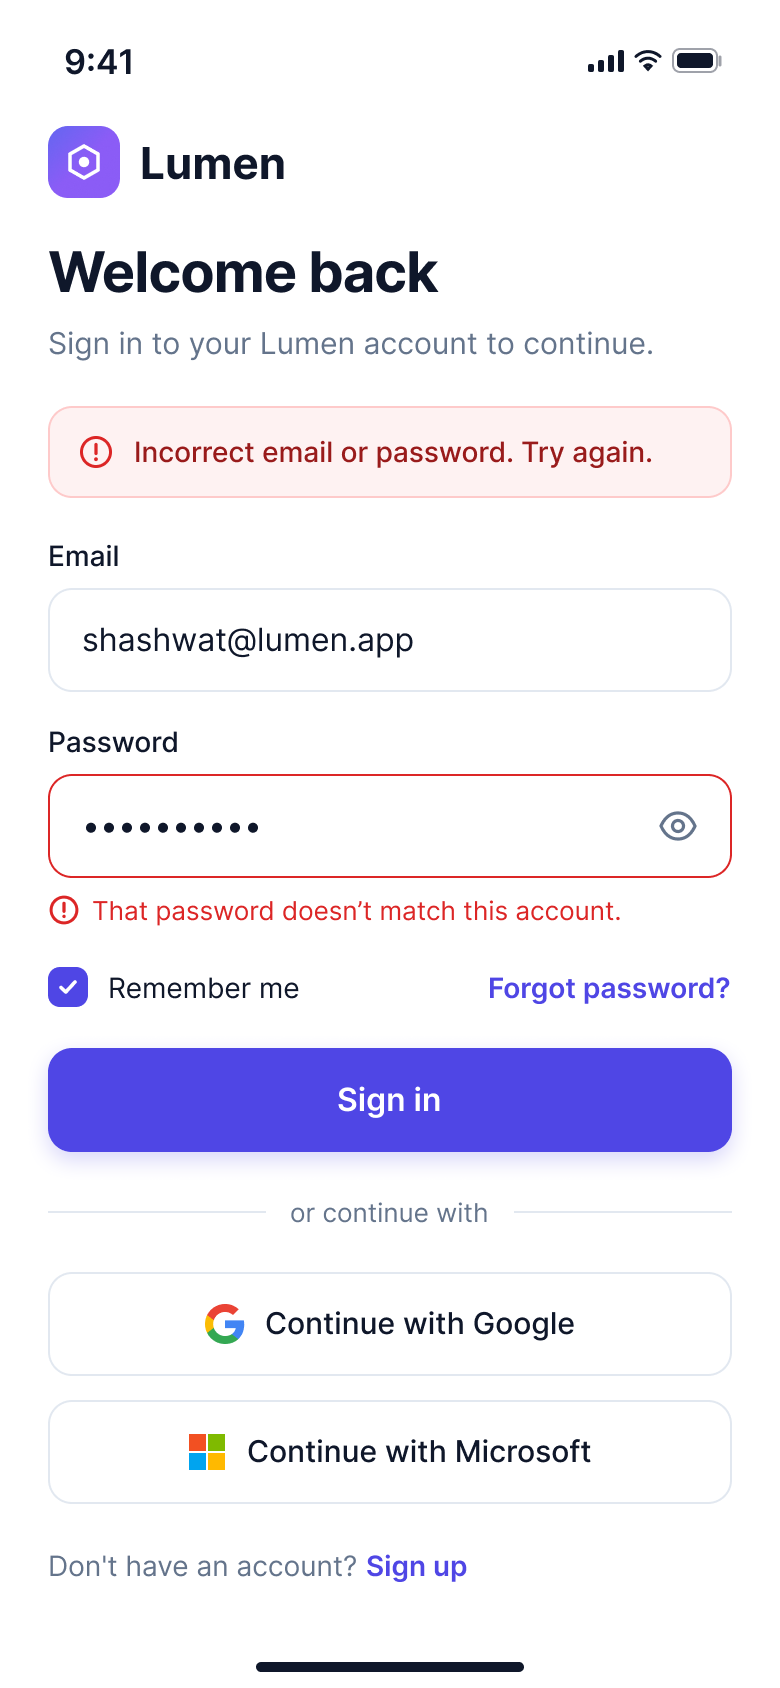 9:41
Lumen
Welcome back
Sign in to your Lumen account to continue.
Incorrect email or password. Try again.
Email
shashwat@lumen.app
Password
••••••••••
That password doesn’t match this account.
Remember me Forgot password?
Sign in
or continue with
Continue with Google
Continue with Microsoft
Don't have an account? Sign up